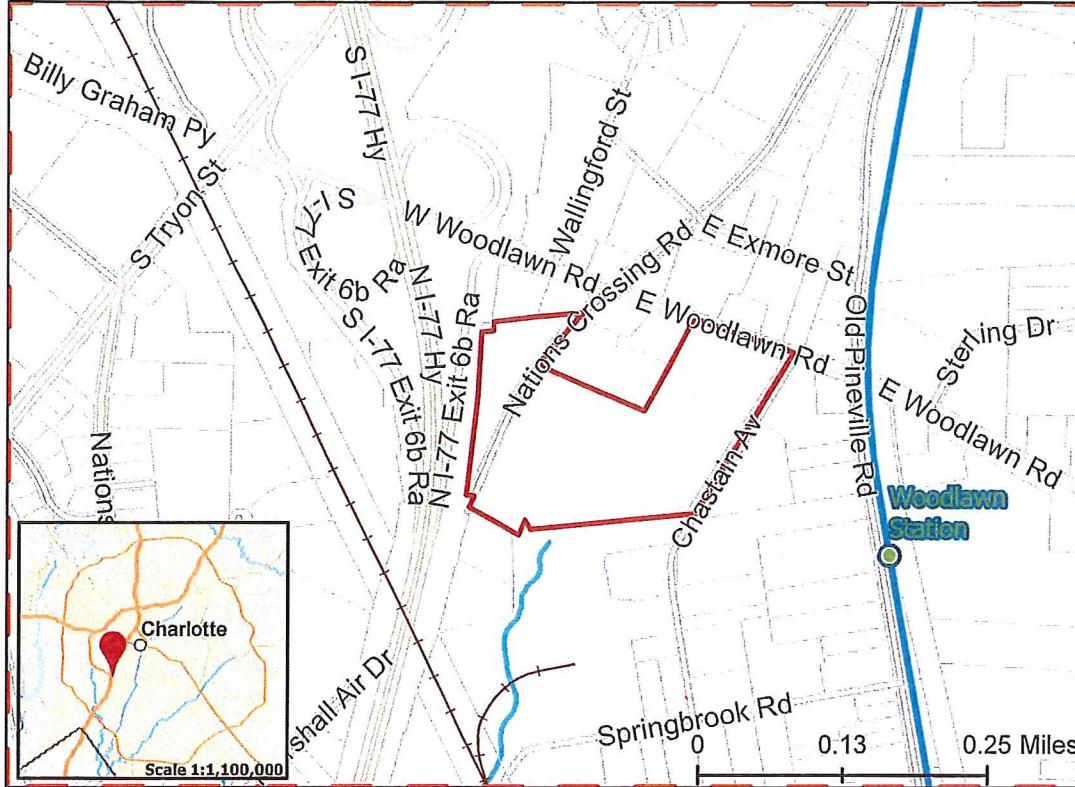 Billy Graham Py
S I-77 Hy
S Tryon St
Wallingford St
S I-77
Exit 6b Ra
W Woodlawn Rd
Nations Crossing Rd
E Exmore St
N I-77 Hy
N I-77 Exit 6b Ra
S I-77 Exit 6b Ra
E Woodlawn Rd
Old Pineville Rd
Sterling Dr
E Woodlawn Rd
Nations
Chastain Av
Woodlawn
Station
Charlotte
Scale 1:1,100,000
shall Air Dr
Springbrook Rd
0 0.13 0.25 Miles